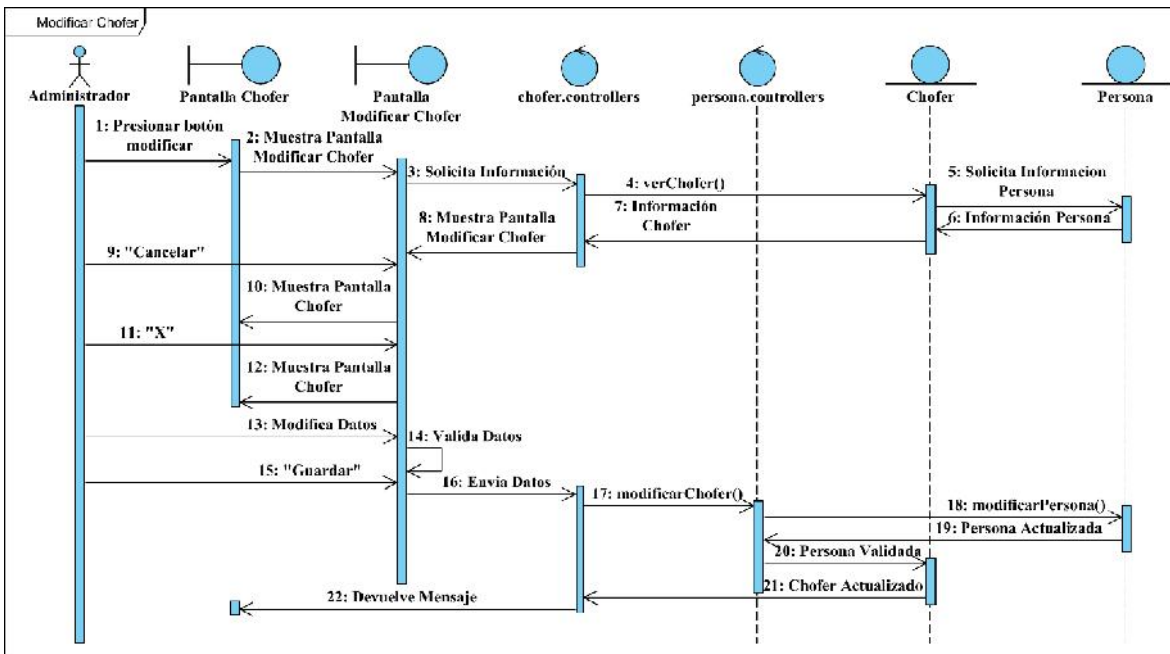 Modificar Chofer
Administrador
Pantalla Chofer
Pantalla
Modificar Chofer
chofer.controllers
persona.controllers
Chofer
Persona
1: Presionar botón
modificar
2: Muestra Pantalla
Modificar Chofer
3: Solicita Información
4: verChofer()
5: Solicita Informacion
Persona
6: Información Persona
7: Información
Chofer
8: Muestra Pantalla
Modificar Chofer
9: "Cancelar"
10: Muestra Pantalla
Chofer
11: "X"
12: Muestra Pantalla
Chofer
13: Modifica Datos
14: Valida Datos
15: "Guardar"
16: Envia Datos
17: modificarChofer()
18: modificarPersona()
19: Persona Actualizada
20: Persona Validada
21: Chofer Actualizado
22: Devuelve Mensaje